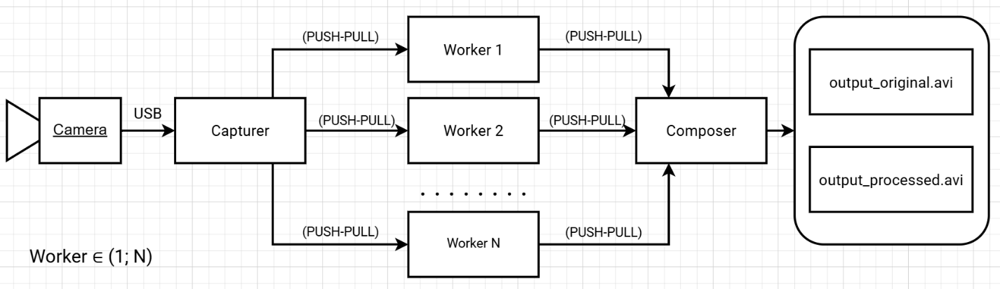 (PUSH-PULL)
Worker 1
(PUSH-PULL)
Camera
USB
Capturer
(PUSH-PULL)
Worker 2
(PUSH-PULL)
Composer
output_original.avi
output_processed.avi
. . . . . . . .
(PUSH-PULL)
Worker N
(PUSH-PULL)
Worker ∈ (1; N)